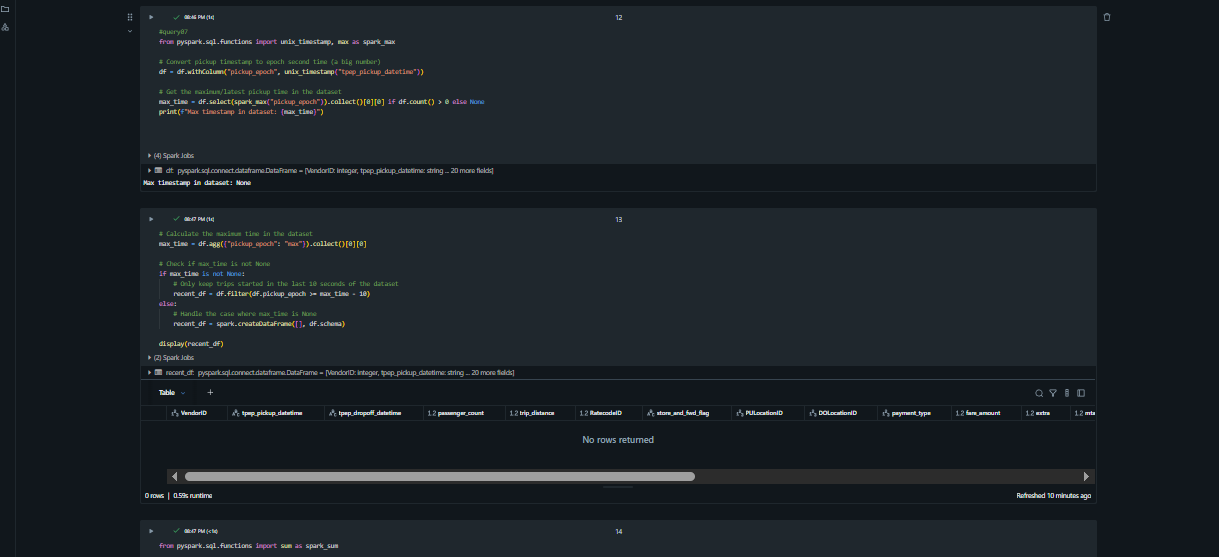 08:46 PM (1s)
12
#query07
from pyspark.sql.functions import unix_timestamp, max as spark_max
# Convert pickup timestamp to epoch second time (a big number)
df = df.withColumn("pickup_epoch", unix_timestamp("tpep_pickup_datetime"))
# Get the maximum/latest pickup time in the dataset
max_time = df.select(spark_max("pickup_epoch")).collect()[0][0] if df.count() > 0 else None
print(f"Max timestamp in dataset: {max_time}")
(4) Spark Jobs
df: pyspark.sql.connect.dataframe.DataFrame = [VendorID: integer, tpep_pickup_datetime: string ... 20 more fields]
Max timestamp in dataset: None
08:47 PM (1s)
13
# Calculate the maximum time in the dataset
max_time = df.agg({"pickup_epoch": "max"}).collect()[0][0]
# Check if max_time is not None
if max_time is not None:
# Only keep trips started in the last 10 seconds of the dataset
recent_df = df.filter(df.pickup_epoch >= max_time - 10)
else:
# Handle the case where max_time is None
recent_df = spark.createDataFrame([], df.schema)
display(recent_df)
(2) Spark Jobs
recent_df: pyspark.sql.connect.dataframe.DataFrame = [VendorID: integer, tpep_pickup_datetime: string ... 20 more fields]
Table +
VendorID tpep_pickup_datetime tpep_dropoff_datetime 1.2 passenger_count 1.2 trip_distance 1.2 RatecodeID store_and_fwd_flag PULocationID DOLocationID payment_type 1.2 fare_amount 1.2 extra 1.2 mta
No rows returned
0 rows | 0.59s runtime
Refreshed 10 minutes ago
08:47 PM (<1s)
14
from pyspark.sql.functions import sum as spark_sum